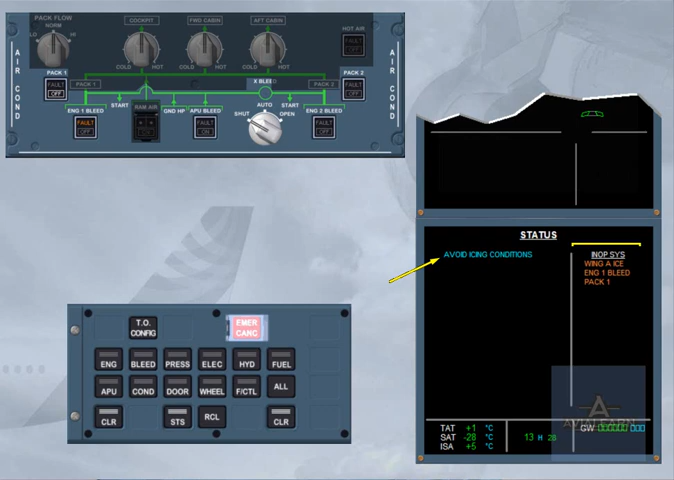 PACK FLOW
NORM
LO
HI
COCKPIT
FWD CABIN
AFT CABIN
HOT AIR
FAULT
OFF
COLD HOT
COLD HOT
COLD HOT
AIR COND
AIR COND
PACK 1
FAULT
OFF
PACK 1
X BLEED
PACK 2
PACK 2
FAULT
OFF
ENG 1 BLEED
START
RAM AIR
GND HP
APU BLEED
AUTO
SHUT
OPEN
START
ENG 2 BLEED
FAULT
OFF
ON
FAULT
ON
FAULT
OFF
STATUS
AVOID ICING CONDITIONS
INOP SYS
WING A ICE
ENG 1 BLEED
PACK 1
T.O. CONFIG
EMER CANC
ENG BLEED PRESS ELEC HYD FUEL
APU COND DOOR WHEEL F/CTL ALL
CLR STS RCL CLR
TAT +1 °C
SAT -28 °C
ISA +5 °C
13 H 28
GW